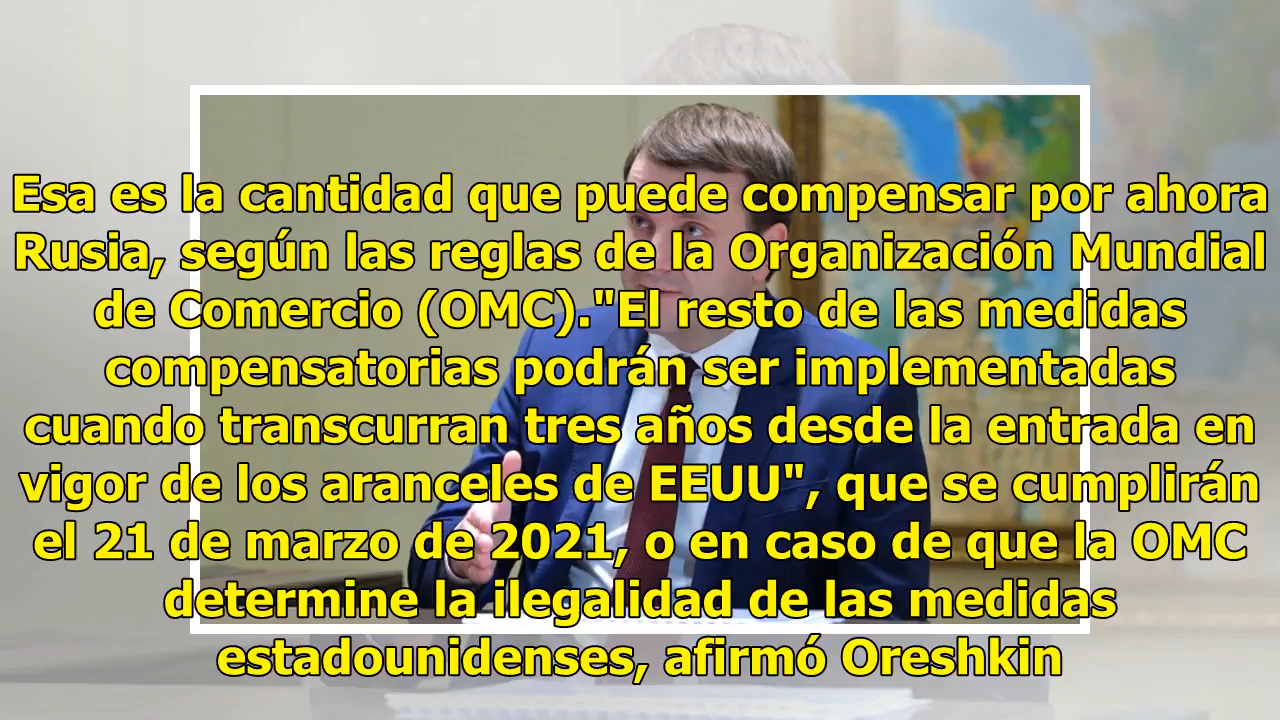 Esa es la cantidad que puede compensar por ahora
Rusia, según las reglas de la Organización Mundial
de Comercio (OMC)."El resto de las medidas
compensatorias podrán ser implementadas
cuando transcurran tres años desde la entrada en
vigor de los aranceles de EEUU", que se cumplirán
el 21 de marzo de 2021, o en caso de que la OMC
determine la ilegalidad de las medidas
estadounidenses, afirmó Oreshkin